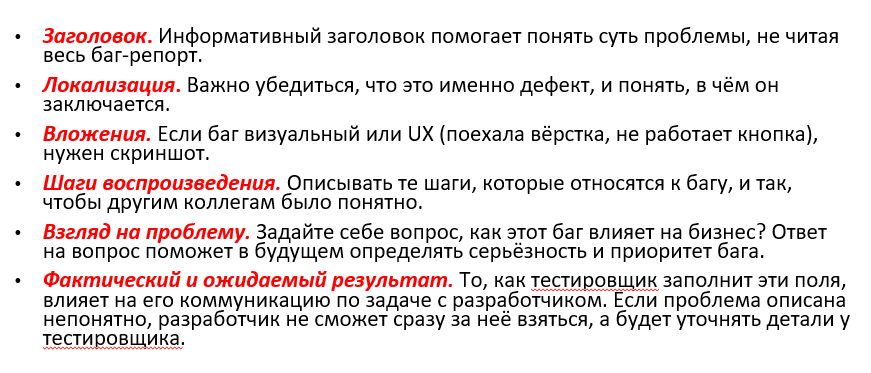 • Заголовок. Информативный заголовок помогает понять суть проблемы, не читая
весь баг-репорт.
• Локализация. Важно убедиться, что это именно дефект, и понять, в чём он
заключается.
• Вложения. Если баг визуальный или UX (поехала вёрстка, не работает кнопка),
нужен скриншот.
• Шаги воспроизведения. Описывать те шаги, которые относятся к багу, и так,
чтобы другим коллегам было понятно.
• Взгляд на проблему. Задайте себе вопрос, как этот баг влияет на бизнес? Ответ
на вопрос поможет в будущем определять серьёзность и приоритет бага.
• Фактический и ожидаемый результат. То, как тестировщик заполнит эти поля,
влияет на его коммуникацию по задаче с разработчиком. Если проблема описана
непонятно, разработчик не сможет сразу за неё взяться, а будет уточнять детали у
тестировщика.